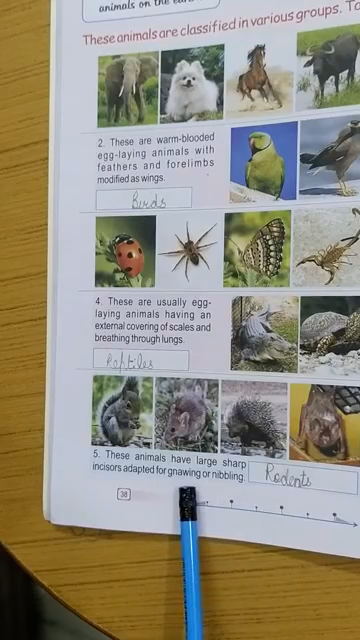 animals on the
These animals are classified in various groups. To
2. These are warm-blooded
egg-laying animals with
feathers and forelimbs
modified as wings.
Birds
4. These are usually egg-
laying animals having an
external covering of scales and
breathing through lungs.
Reptiles
5. These animals have large sharp
incisors adapted for gnawing or nibbling.
Rodents
38